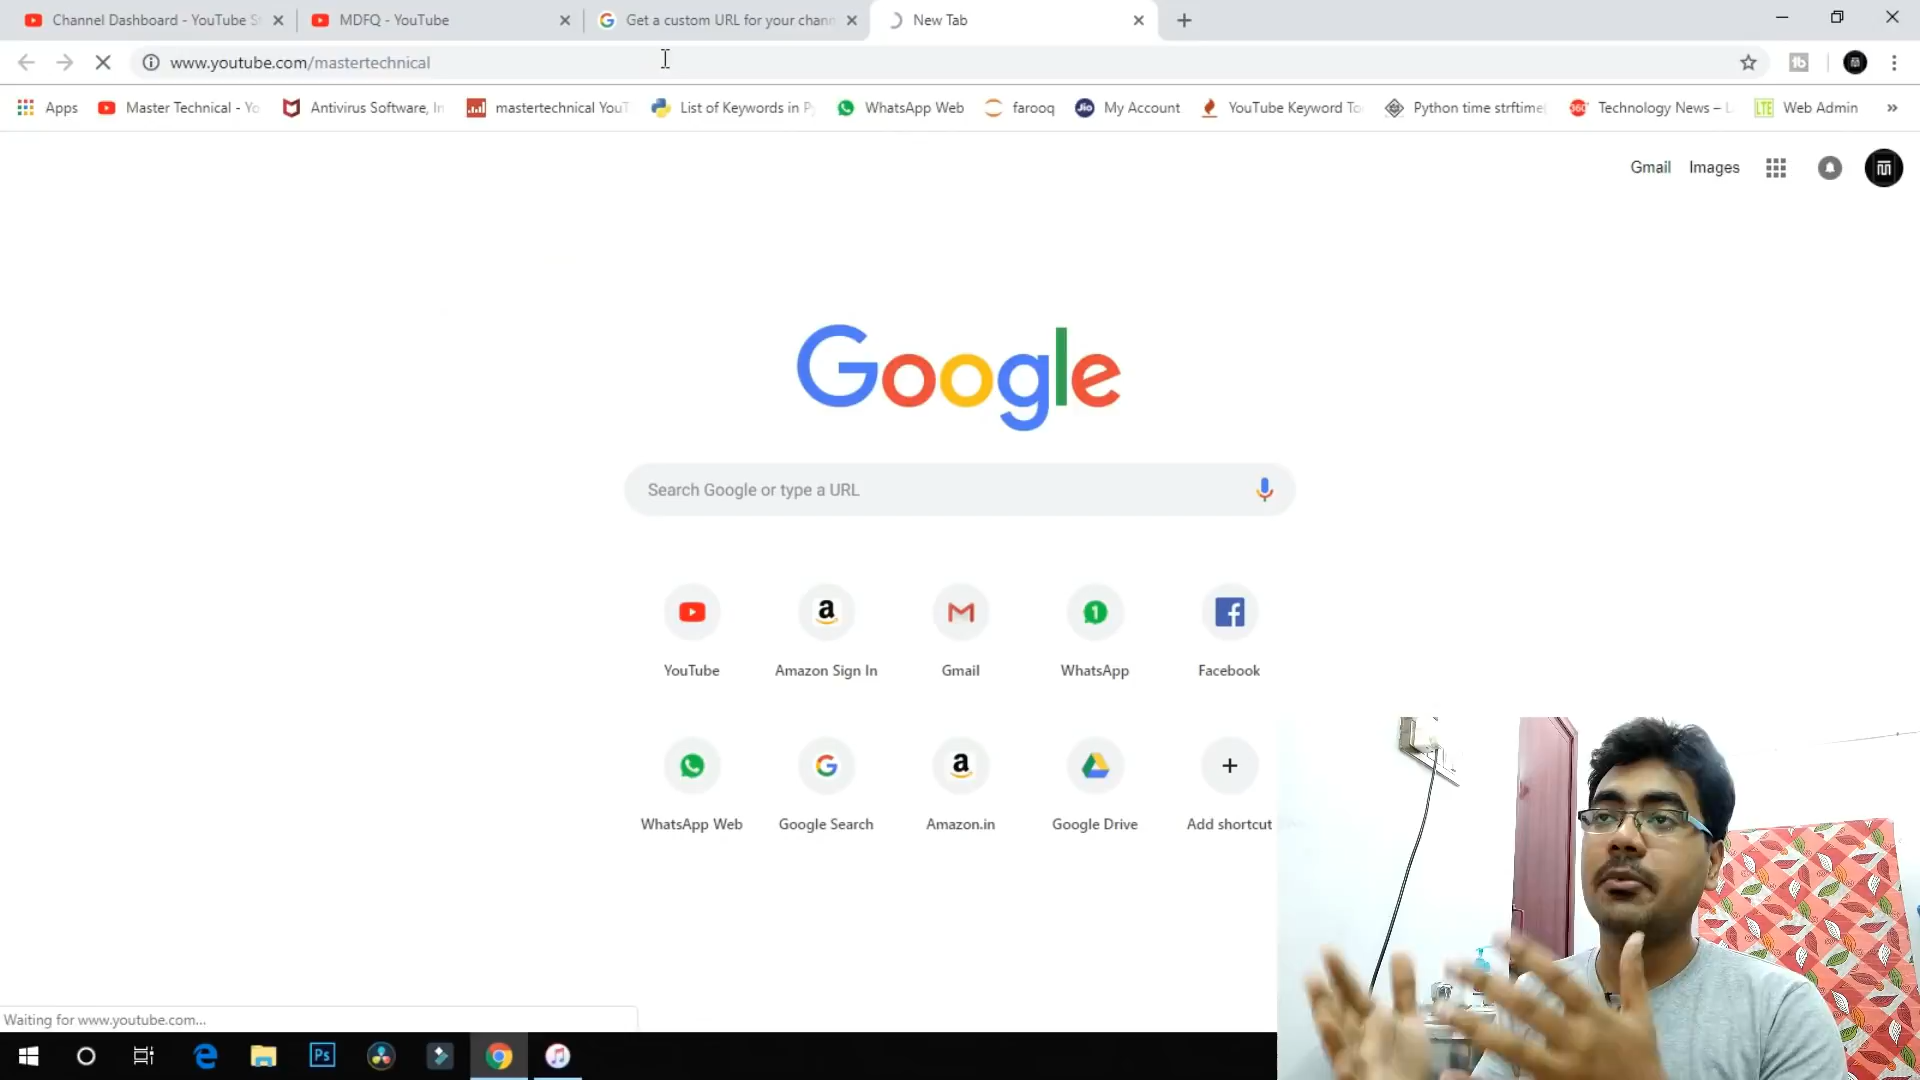 Channel Dashboard - YouTube S
MDFQ - YouTube
Get a custom URL for your chann
New Tab
www.youtube.com/mastertechnical
Apps
Master Technical - Yo
Antivirus Software, In
mastertechnical YouT
List of Keywords in P
WhatsApp Web
farooq
My Account
YouTube Keyword To
Python time strftime
Technology News – L
Web Admin
Gmail
Images
Google
Search Google or type a URL
YouTube
Amazon Sign In
Gmail
WhatsApp
Facebook
WhatsApp Web
Google Search
Amazon.in
Google Drive
Add shortcut
Waiting for www.youtube.com...